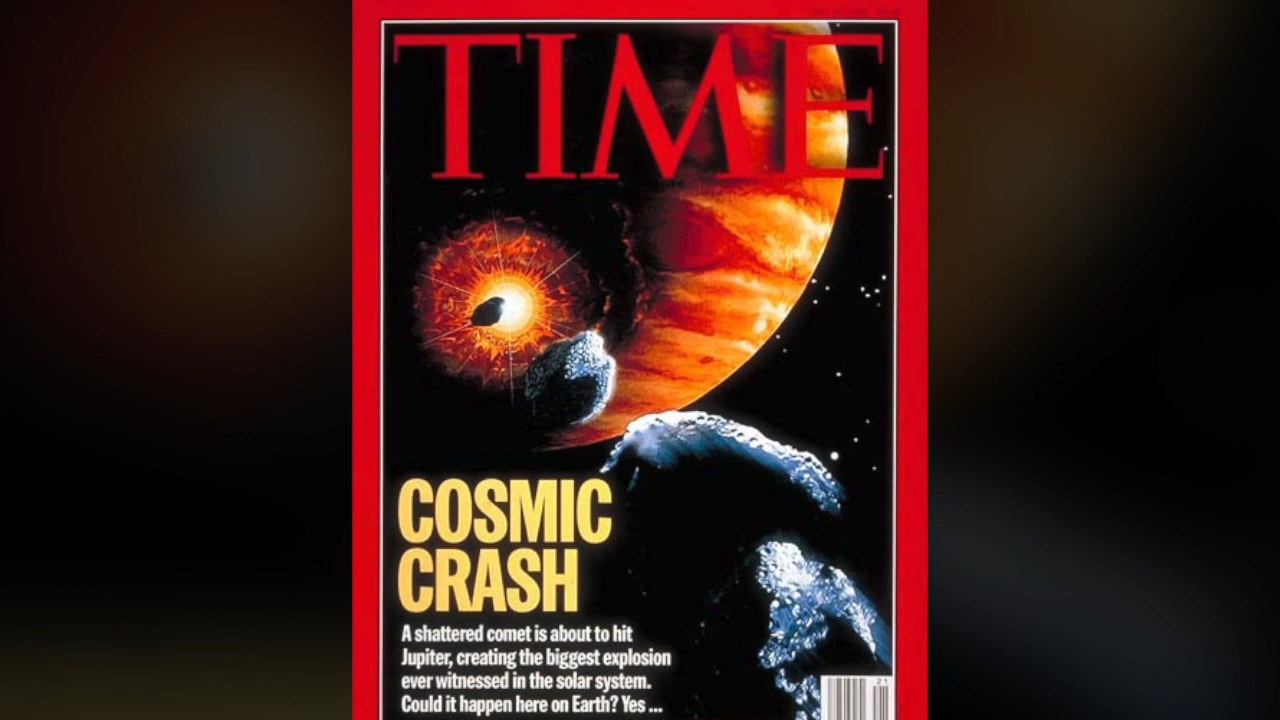 TIME
COSMIC
CRASH
A shattered comet is about to hit
Jupiter, creating the biggest explosion
ever witnessed in the solar system.
Could it happen here on Earth? Yes ...
21